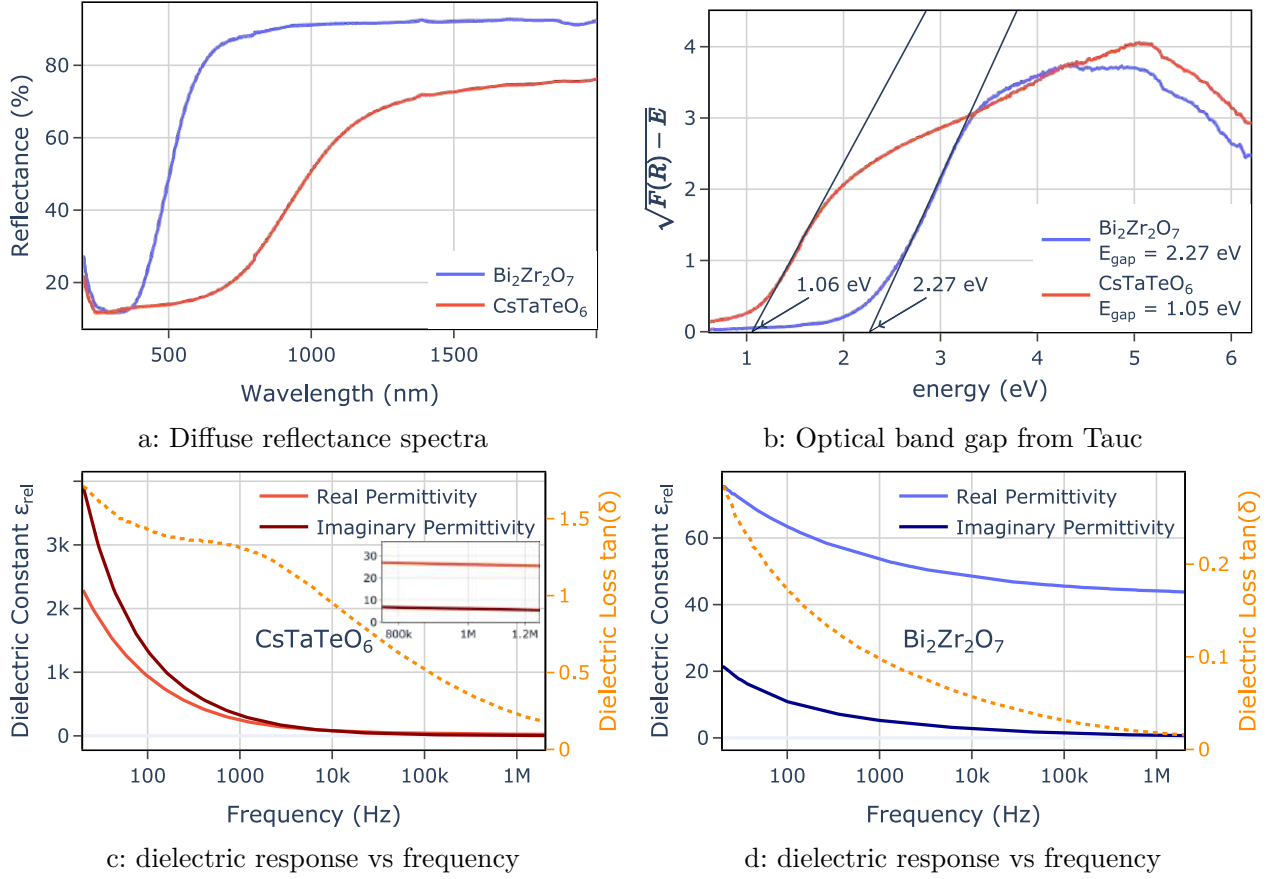 80
60
40
20
Reflectance (%)
500
1000
1500
Wavelength (nm)
Bi₂Zr₂O₇
CsTaTeO₆
a: Diffuse reflectance spectra
4
3
2
1
0
√F(R) − E
1.06 eV
2.27 eV
Bi₂Zr₂O₇
E_gap = 2.27 eV
CsTaTeO₆
E_gap = 1.05 eV
1
2
3
4
5
6
energy (eV)
b: Optical band gap from Tauc
Dielectric Constant ε_rel
3k
2k
1k
0
Real Permittivity
Imaginary Permittivity
30
20
10
0
800k
1M
1.2M
CsTaTeO₆
1.5
1
0.5
0
Dielectric Loss tan(δ)
100
1000
10k
100k
1M
Frequency (Hz)
c: dielectric response vs frequency
Dielectric Constant ε_rel
60
40
20
0
Real Permittivity
Imaginary Permittivity
Bi₂Zr₂O₇
0.2
0.1
0
Dielectric Loss tan(δ)
100
1000
10k
100k
1M
Frequency (Hz)
d: dielectric response vs frequency